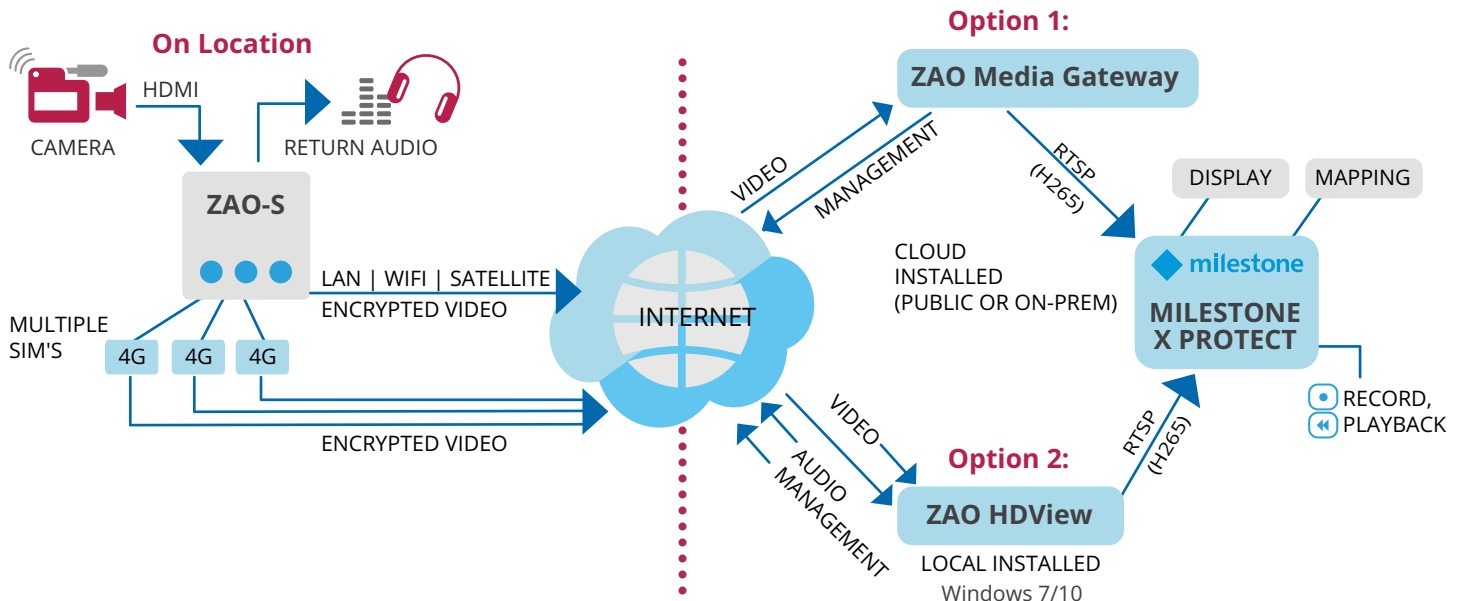 On Location
HDMI
CAMERA
RETURN AUDIO
ZAO-S
LAN | WIFI | SATELLITE
ENCRYPTED VIDEO
MULTIPLE
SIM'S
4G
4G
4G
ENCRYPTED VIDEO
INTERNET
Option 1:
ZAO Media Gateway
VIDEO
MANAGEMENT
RTSP
(H265)
CLOUD
INSTALLED
(PUBLIC OR ON-PREM)
DISPLAY
MAPPING
milestone
MILESTONE
X PROTECT
RECORD,
PLAYBACK
VIDEO
AUDIO
MANAGEMENT
Option 2:
RTSP
(H265)
ZAO HDView
LOCAL INSTALLED
Windows 7/10